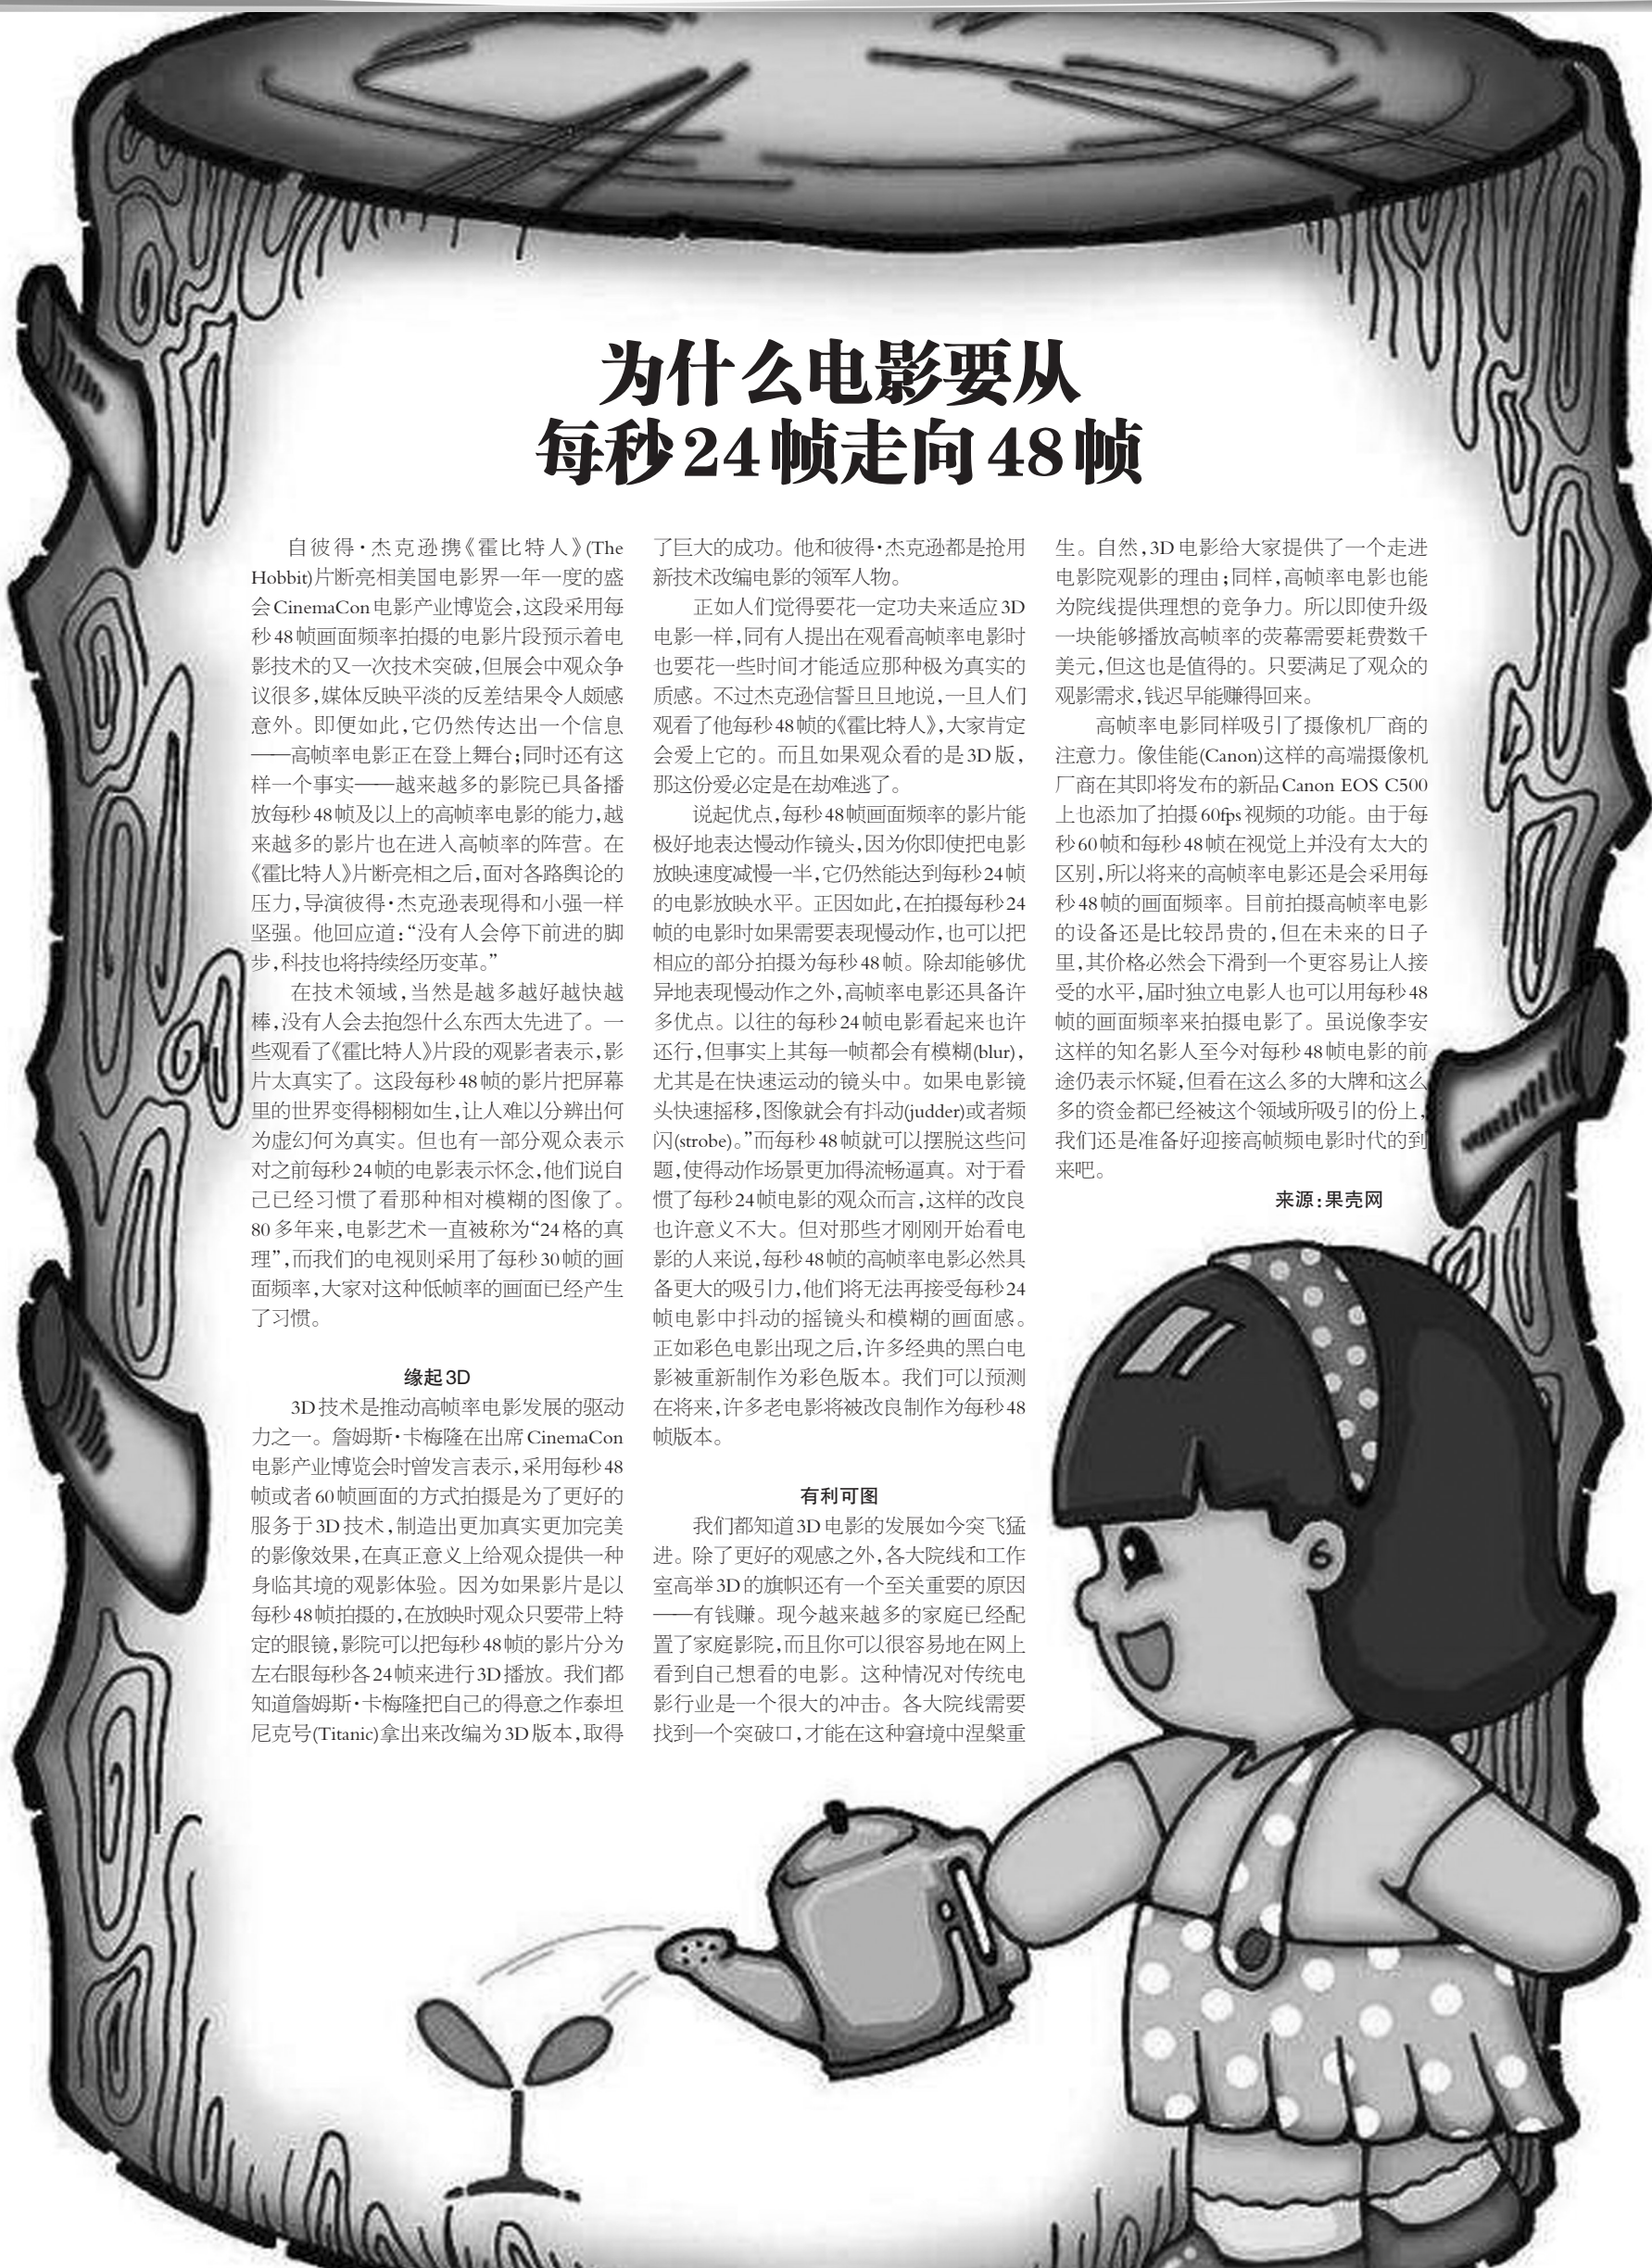 为什么电影要从
每秒24帧走向48帧
自彼得·杰克逊携《霍比特人》(The
Hobbit)片断亮相美国电影界一年一度的盛
会CinemaCon电影产业博览会,这段采用每
秒48帧画面频率拍摄的电影片段预示着电
影技术的又一次技术突破,但展会中观众争
议很多,媒体反映平淡的反差结果令人颇感
意外。即便如此,它仍然传达出一个信息
——高帧率电影正在登上舞台;同时还有这
样一个事实——越来越多的影院已具备播
放每秒48帧及以上的高帧率电影的能力,越
来越多的影片也在进入高帧率的阵营。在
《霍比特人》片断亮相之后,面对各路舆论的
压力,导演彼得·杰克逊表现得和小强一样
坚强。他回应道:“没有人会停下前进的脚
步,科技也将持续经历变革。”
在技术领域,当然是越多越好越快越
棒,没有人会去抱怨什么东西太先进了。一
些观看了《霍比特人》片段的观影者表示,影
片太真实了。这段每秒48帧的影片把屏幕
里的世界变得栩栩如生,让人难以分辨出何
为虚幻何为真实。但也有一部分观众表示
对之前每秒24帧的电影表示怀念,他们说自
己已经习惯了看那种相对模糊的图像了。
80多年来,电影艺术一直被称为“24格的真
理”,而我们的电视则采用了每秒30帧的画
面频率,大家对这种低帧率的画面已经产生
了习惯。
缘起3D
3D技术是推动高帧率电影发展的驱动
力之一。詹姆斯·卡梅隆在出席CinemaCon
电影产业博览会时曾发言表示,采用每秒48
帧或者60帧画面的方式拍摄是为了更好的
服务于3D技术,制造出更加真实更加完美
的影像效果,在真正意义上给观众提供一种
身临其境的观影体验。因为如果影片是以
每秒48帧拍摄的,在放映时观众只要带上特
定的眼镜,影院可以把每秒48帧的影片分为
左右眼每秒各24帧来进行3D播放。我们都
知道詹姆斯·卡梅隆把自己的得意之作泰坦
尼克号(Titanic)拿出来改编为3D版本,取得
了巨大的成功。他和彼得·杰克逊都是抢用
新技术改编电影的领军人物。
正如人们觉得要花一定功夫来适应3D
电影一样,同有人提出在观看高帧率电影时
也要花一些时间才能适应那种极为真实的
质感。不过杰克逊信誓旦旦地说,一旦人们
观看了他每秒48帧的《霍比特人》,大家肯定
会爱上它的。而且如果观众看的是3D版,
那这份爱必定是在劫难逃了。
说起优点,每秒48帧画面频率的影片能
极好地表达慢动作镜头,因为你即使把电影
放映速度减慢一半,它仍然能达到每秒24帧
的电影放映水平。正因如此,在拍摄每秒24
帧的电影时如果需要表现慢动作,也可以把
相应的部分拍摄为每秒48帧。除却能够优
异地表现慢动作之外,高帧率电影还具备许
多优点。以往的每秒24帧电影看起来也许
还行,但事实上其每一帧都会有模糊(blur),
尤其是在快速运动的镜头中。如果电影镜
头快速摇移,图像就会有抖动(judder)或者频
闪(strobe)。”而每秒48帧就可以摆脱这些问
题,使得动作场景更加得流畅逼真。对于看
惯了每秒24帧电影的观众而言,这样的改良
也许意义不大。但对那些才刚刚开始看电
影的人来说,每秒48帧的高帧率电影必然具
备更大的吸引力,他们将无法再接受每秒24
帧电影中抖动的摇镜头和模糊的画面感。
正如彩色电影出现之后,许多经典的黑白电
影被重新制作为彩色版本。我们可以预测
在将来,许多老电影将被改良制作为每秒48
帧版本。
有利可图
我们都知道3D电影的发展如今突飞猛
进。除了更好的观感之外,各大院线和工作
室高举3D的旗帜还有一个至关重要的原因
——有钱赚。现今越来越多的家庭已经配
置了家庭影院,而且你可以很容易地在网上
看到自己想看的电影。这种情况对传统电
影行业是一个很大的冲击。各大院线需要
找到一个突破口,才能在这种窘境中涅槃重
生。自然,3D电影给大家提供了一个走进
电影院观影的理由;同样,高帧率电影也能
为院线提供理想的竞争力。所以即使升级
一块能够播放高帧率的荧幕需要耗费数千
美元,但这也是值得的。只要满足了观众的
观影需求,钱迟早能赚得回来。
高帧率电影同样吸引了摄像机厂商的
注意力。像佳能(Canon)这样的高端摄像机
厂商在其即将发布的新品Canon EOS C500
上也添加了拍摄60fps视频的功能。由于每
秒60帧和每秒48帧在视觉上并没有太大的
区别,所以将来的高帧率电影还是会采用每
秒48帧的画面频率。目前拍摄高帧率电影
的设备还是比较昂贵的,但在未来的日子
里,其价格必然会下滑到一个更容易让人接
受的水平,届时独立电影人也可以用每秒48
帧的画面频率来拍摄电影了。虽说像李安
这样的知名影人至今对每秒48帧电影的前
途仍表示怀疑,但看在这么多的大牌和这么
多的资金都已经被这个领域所吸引的份上,
我们还是准备好迎接高帧频电影时代的到
来吧。
来源:果壳网